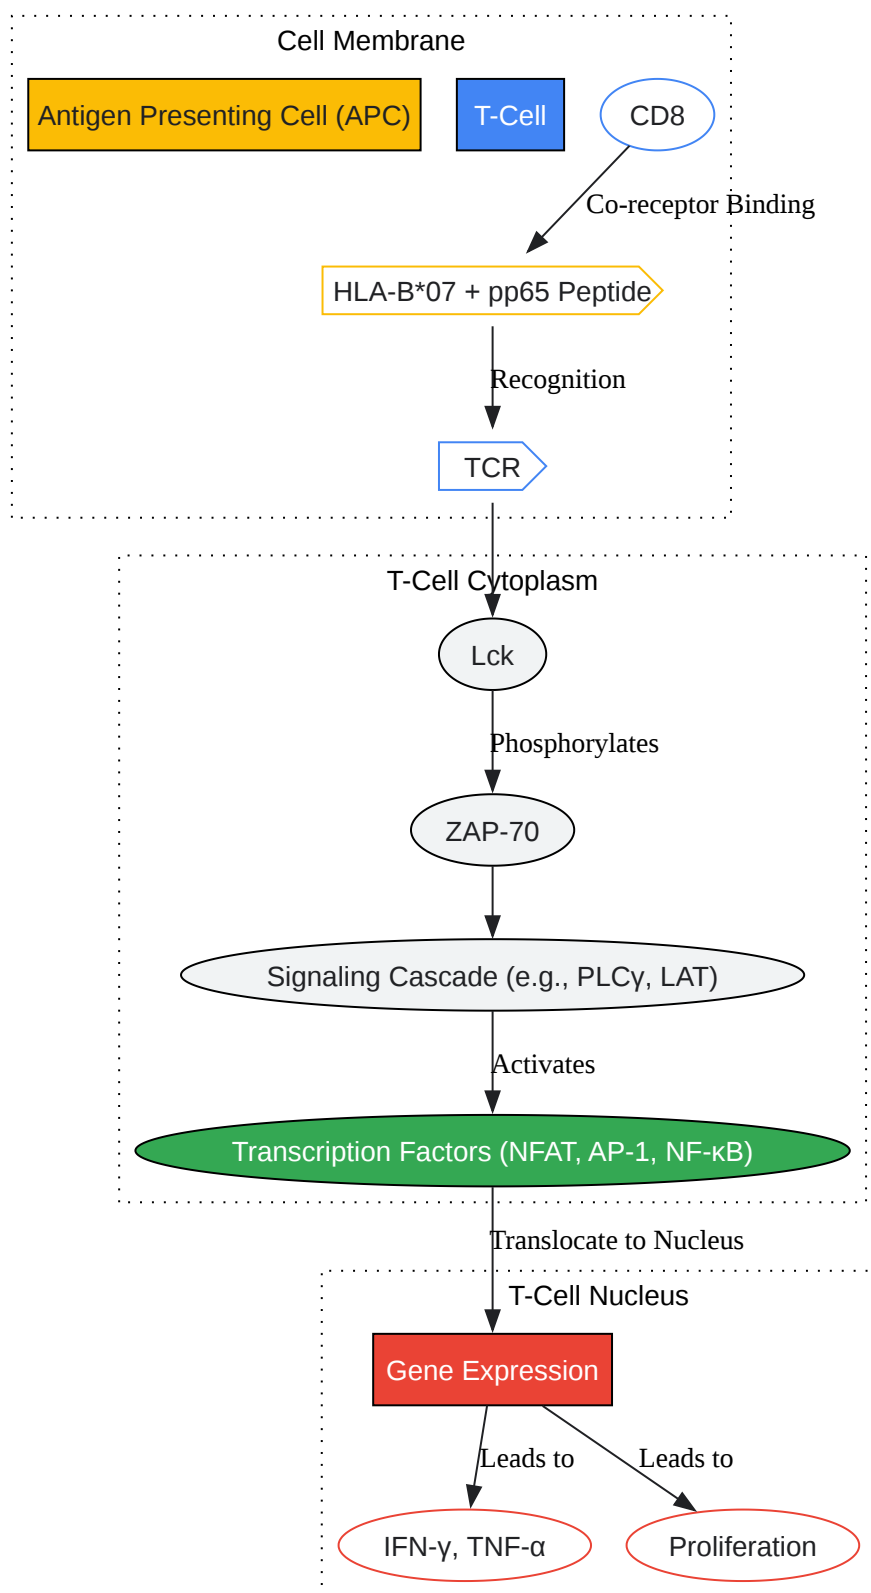 Cell Membrane
Antigen Presenting Cell (APC)
T-Cell
CD8
Co-receptor Binding
HLA-B*07 + pp65 Peptide
Recognition
TCR
T-Cell Cytoplasm
Lck
Phosphorylates
ZAP-70
Signaling Cascade (e.g., PLCγ, LAT)
Activates
Transcription Factors (NFAT, AP-1, NF-κB)
Translocate to Nucleus
T-Cell Nucleus
Gene Expression
Leads to
Leads to
IFN-γ, TNF-α
Proliferation